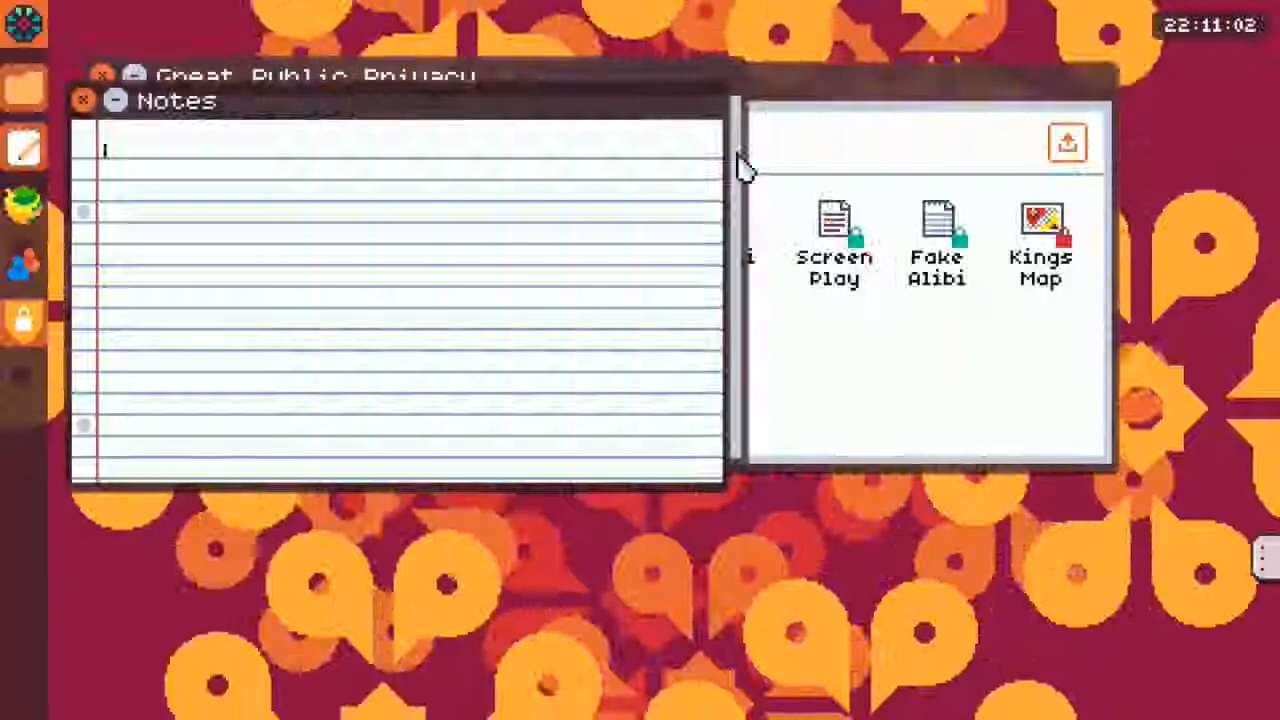 22:11:02
Great Public Privacy
Notes
i
Screen
Play
Fake
Alibi
Kings
Map